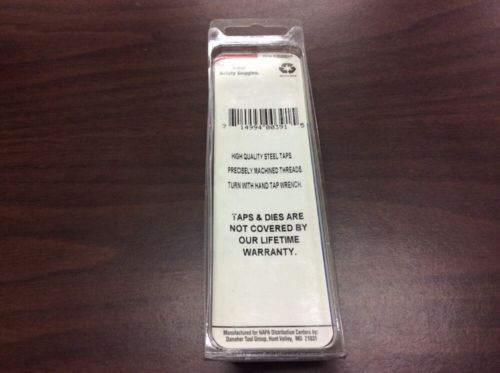 Safety Goggles.
7 14994 00391 5
HIGH QUALITY STEEL TAPS.
PRECISELY MACHINED THREADS.
TURN WITH HAND TAP WRENCH.
TAPS & DIES ARE
NOT COVERED BY
OUR LIFETIME
WARRANTY.
Manufactured for NAPA Distribution Centers by:
Danaher Tool Group, Hunt Valley, MD 21031